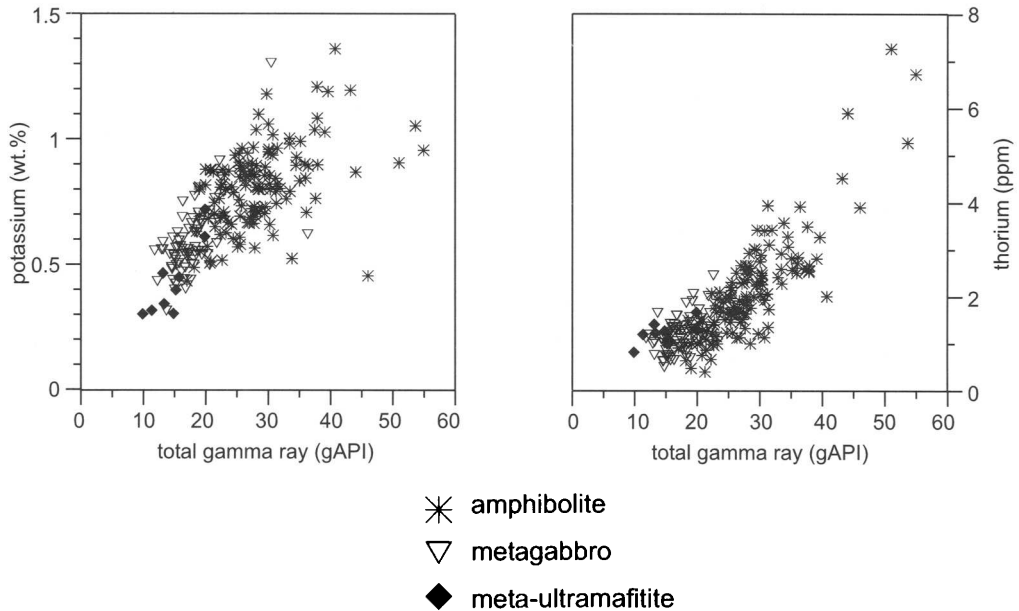 1.5
1
0.5
0
potassium (wt.%)
0 10 20 30 40 50 60
total gamma ray (gAPI)
8
6
4
2
0
thorium (ppm)
0 10 20 30 40 50 60
total gamma ray (gAPI)
amphibolite
metagabbro
meta-ultramafitite